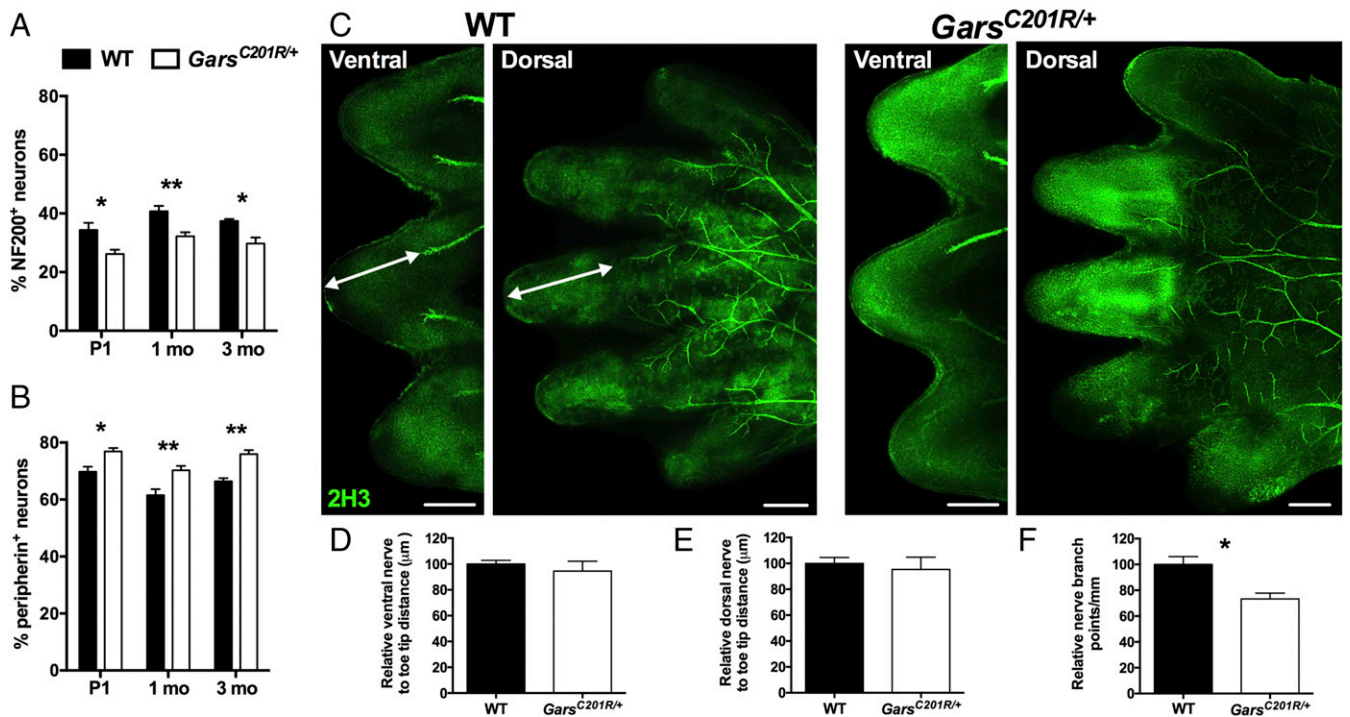 A
WT
Gars^C201R/+
% NF200+ neurons
80
60
40
20
0
*
**
*
P1
1 mo
3 mo
B
% peripherin+ neurons
80
60
40
20
0
*
**
**
P1
1 mo
3 mo
C
WT
Gars^C201R/+
Ventral
Dorsal
Ventral
Dorsal
2H3
D
Relative ventral nerve
to toe tip distance (μm)
120
100
80
60
40
20
0
WT
Gars^C201R/+
E
Relative dorsal nerve
to toe tip distance (μm)
120
100
80
60
40
20
0
WT
Gars^C201R/+
F
Relative nerve branch
points/mm
120
100
80
60
40
20
0
*
WT
Gars^C201R/+